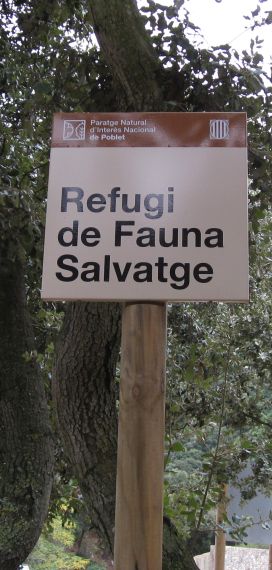 Paratge Natural
d'Interès Nacional
de Poblet
Refugi
de Fauna
Salvatge